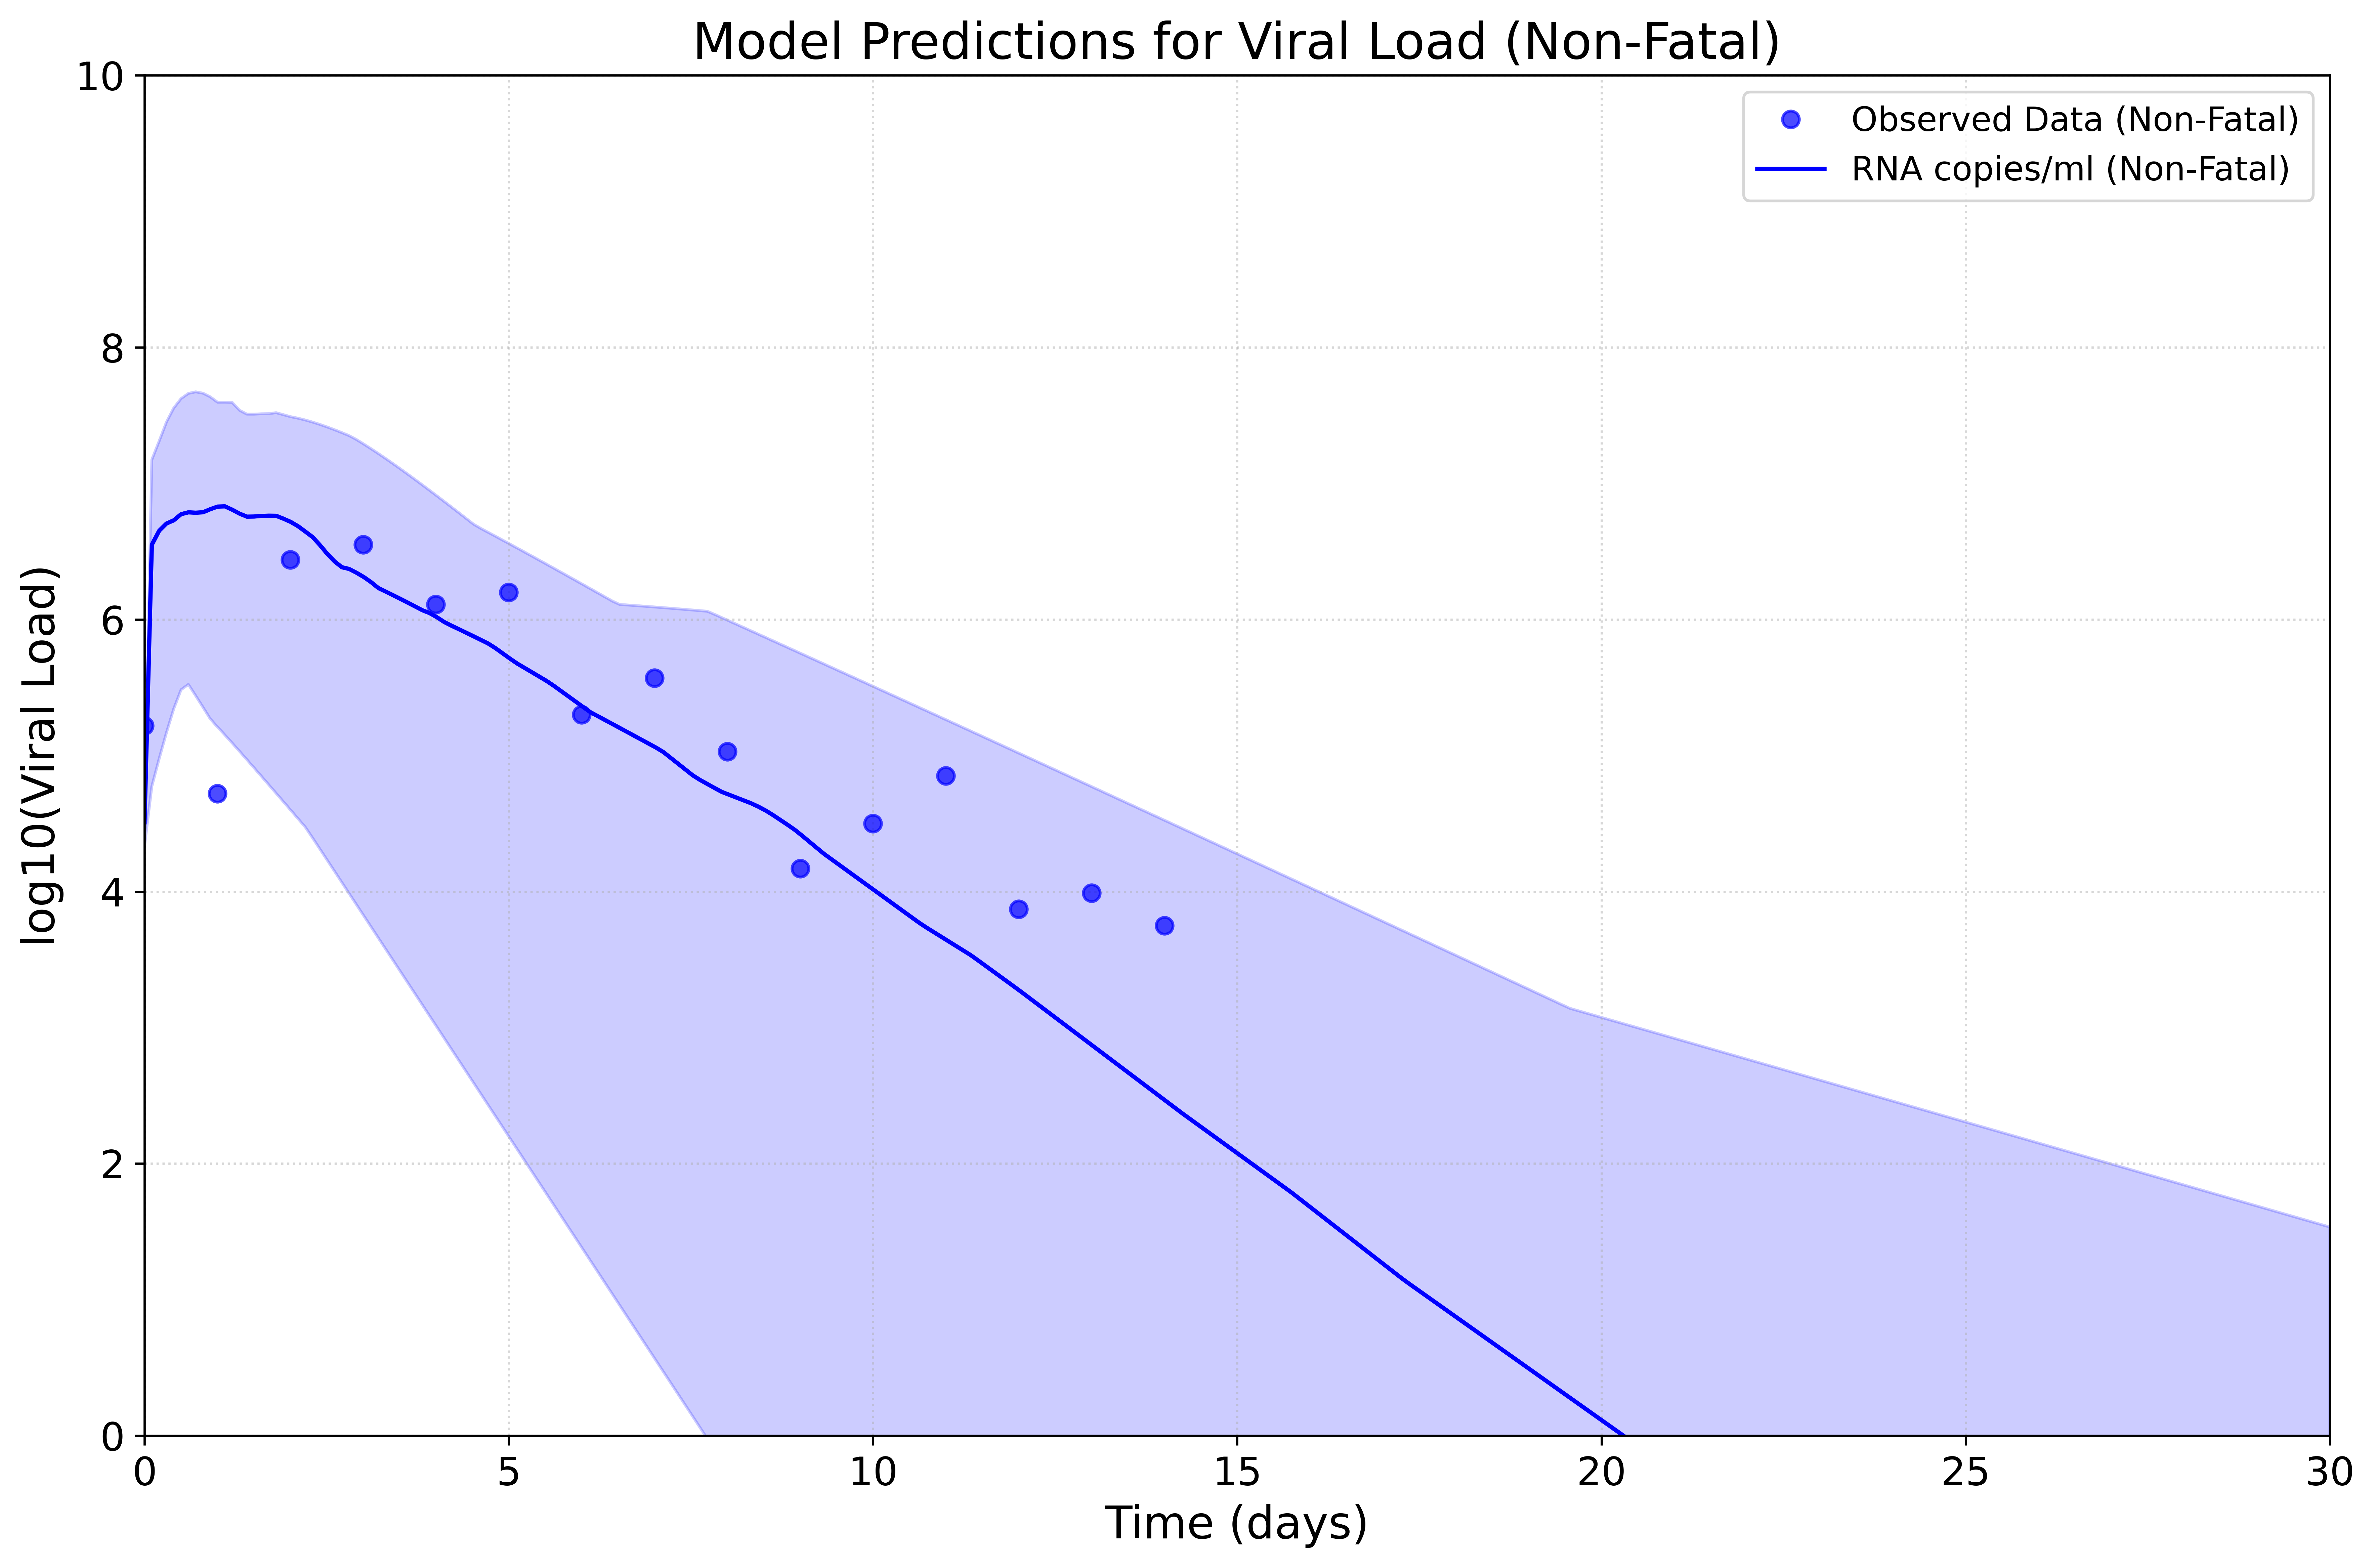 Model Predictions for Viral Load (Non-Fatal)
Observed Data (Non-Fatal)
RNA copies/ml (Non-Fatal)
log10(Viral Load)
10
8
6
4
2
0
0 5 10 15 20 25 30
Time (days)